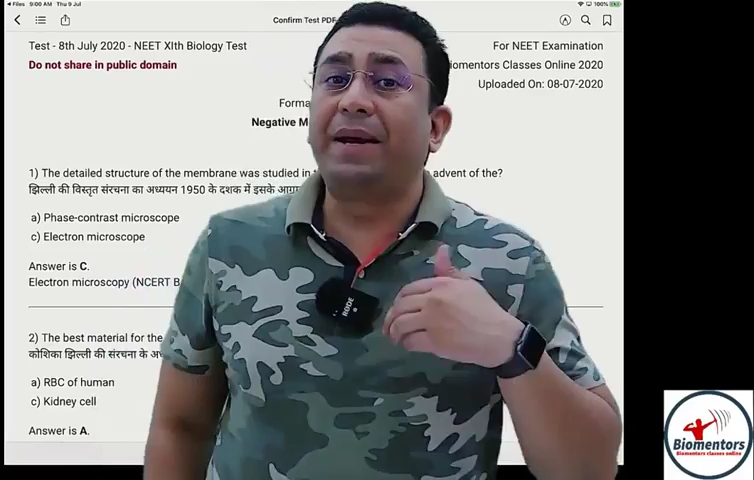 Files 9:00 AM Thu 9 Jul
100%
Confirm Test PDF
Test - 8th July 2020 - NEET XIth Biology Test
For NEET Examination
Do not share in public domain
Biomentors Classes Online 2020
Uploaded On: 08-07-2020
Forma
Negative M
1) The detailed structure of the membrane was studied in
advent of the?
झिल्ली की विस्तृत संरचना का अध्ययन 1950 के दशक में इसके आगम
a) Phase-contrast microscope
c) Electron microscope
Answer is C.
Electron microscopy (NCERT B
RODE
2) The best material for the
कोशिका झिल्ली की संरचना के
a) RBC of human
c) Kidney cell
Answer is A.
Biomentors
Biomentors classes online